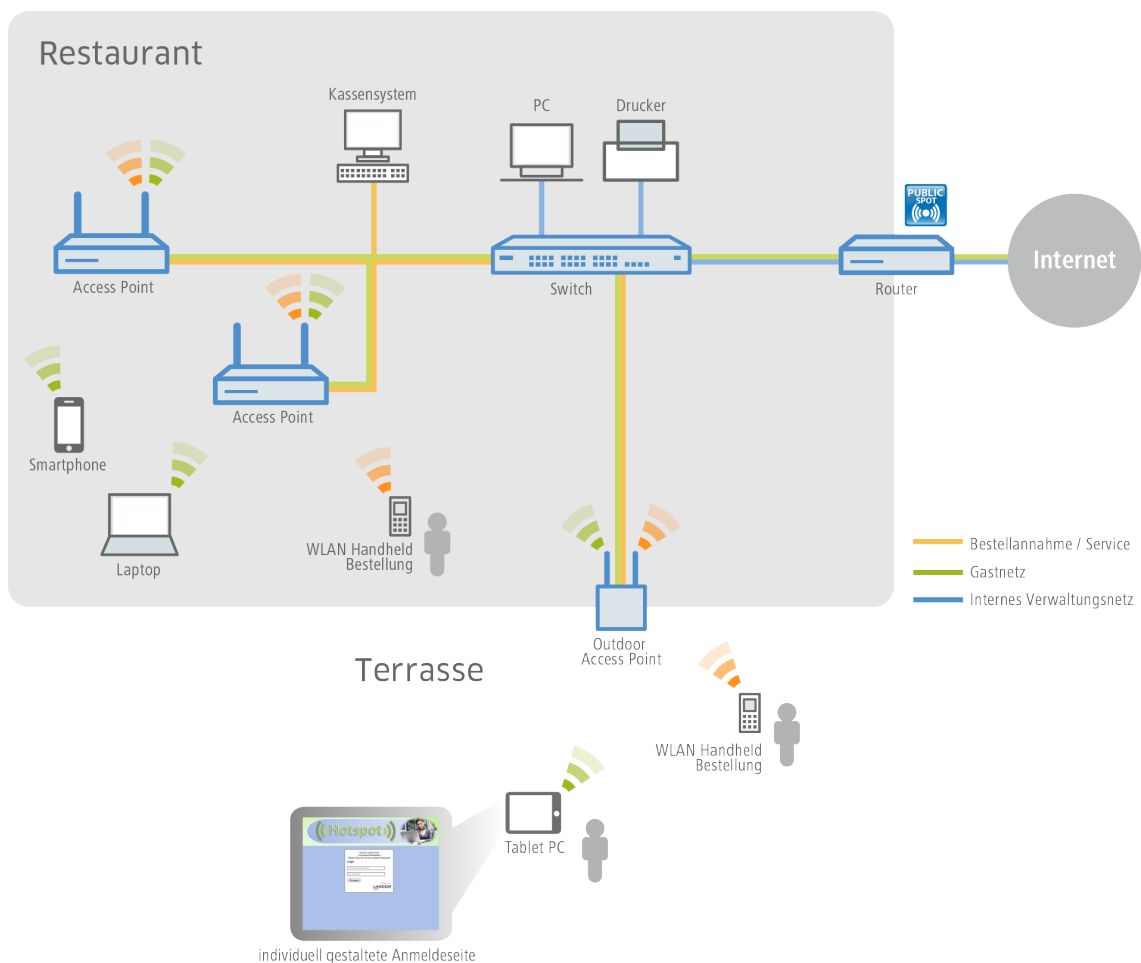 Restaurant
Kassensystem
PC
Drucker
PUBLIC
SPOT
Access Point
Switch
Router
Internet
Access Point
Smartphone
Laptop
WLAN Handheld
Bestellung
Bestellannahme / Service
Gastnetz
Internes Verwaltungsnetz
Outdoor
Access Point
Terrasse
WLAN Handheld
Bestellung
Tablet PC
Hotspot
Login
LANCOM
individuell gestaltete Anmeldeseite